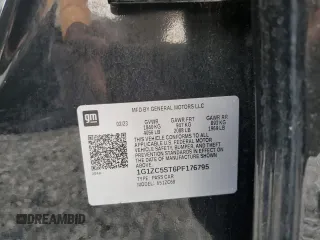 MFD BY GENERAL MOTORS LLC
gm
02/23
GVWR
GAWR FRT
GAWR RR
THIS VEHICLE CONFORMS TO ALL
APPLICABLE U.S. FEDERAL MOTOR
VEHICLE SAFETY, BUMPER, AND THEFT
PREVENTION STANDARDS IN EFFECT ON
THE DATE OF MANUFACTURE SHOWN ABOVE.
1G1ZC5ST6PF176795
TYPE: PASS CAR
DREAMBID